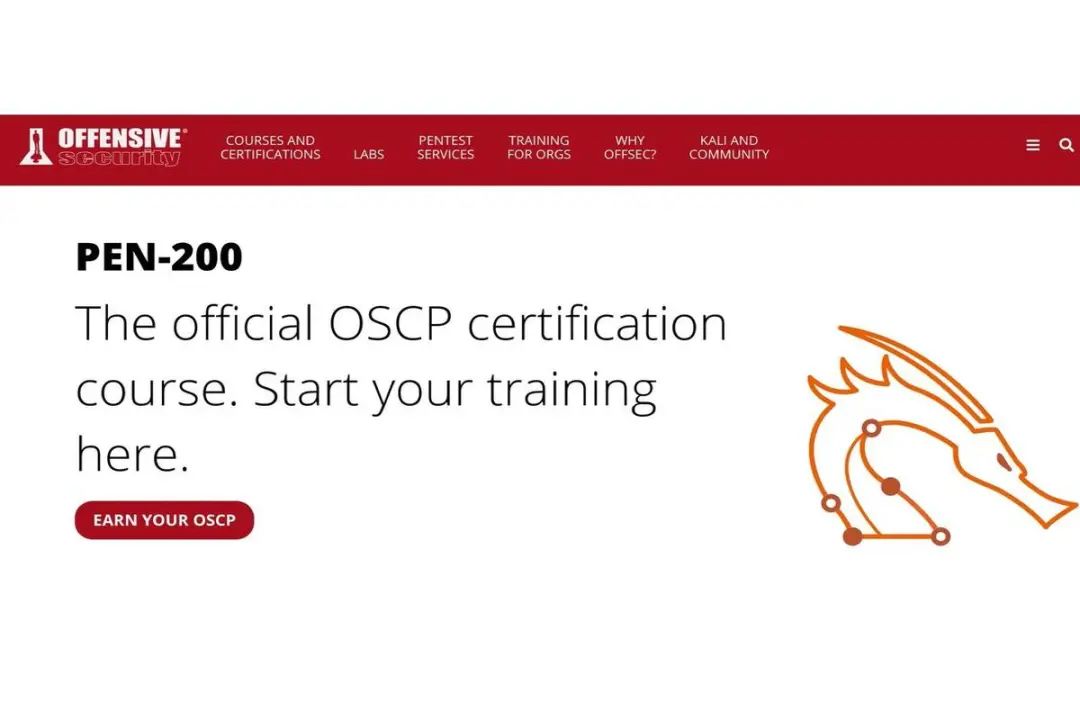 OFFENSIVE®
security
COURSES AND
CERTIFICATIONS
LABS
PENTEST
SERVICES
TRAINING
FOR ORGS
WHY
OFFSEC?
KALI AND
COMMUNITY
PEN-200
The official OSCP certification
course. Start your training
here.
EARN YOUR OSCP